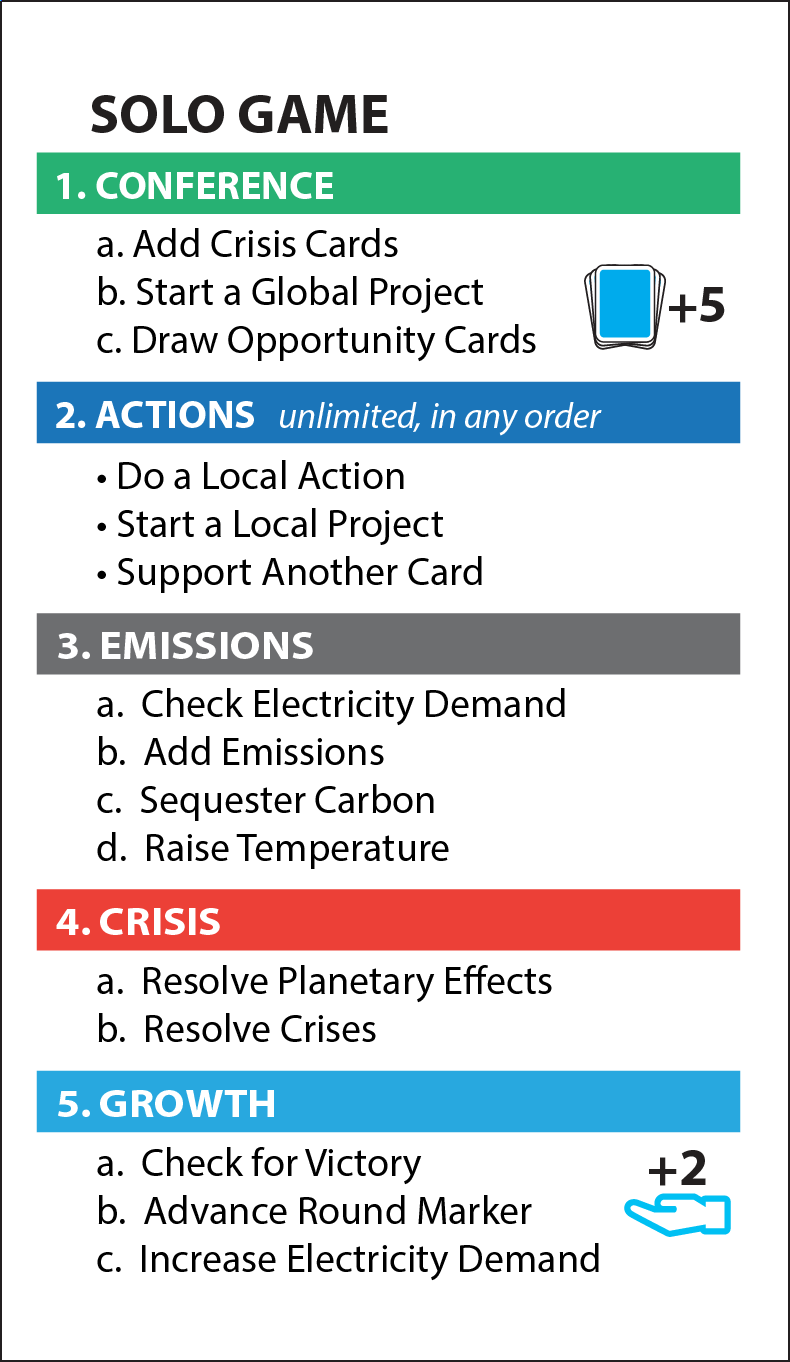 SOLO GAME
1. CONFERENCE
a. Add Crisis Cards
b. Start a Global Project
c. Draw Opportunity Cards
+5
2. ACTIONS unlimited, in any order
• Do a Local Action
• Start a Local Project
• Support Another Card
3. EMISSIONS
a. Check Electricity Demand
b. Add Emissions
c. Sequester Carbon
d. Raise Temperature
4. CRISIS
a. Resolve Planetary Effects
b. Resolve Crises
5. GROWTH
a. Check for Victory
+2
b. Advance Round Marker
c. Increase Electricity Demand